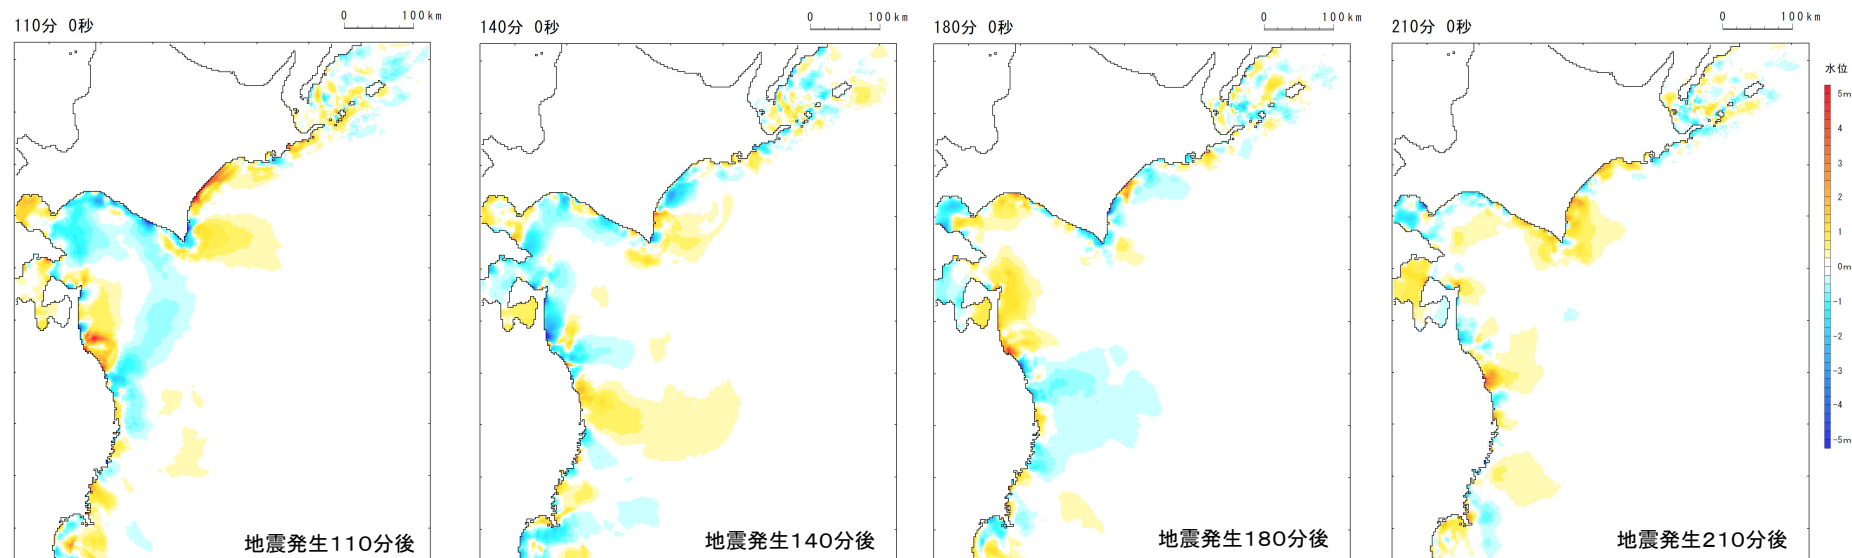 110分 0秒
0 100km
140分 0秒
0 100km
180分 0秒
0 100km
210分 0秒
0 100km
水位
5m
4
3
2
1
0m
-1
-2
-3
-4
-5m
地震発生110分後
地震発生140分後
地震発生180分後
地震発生210分後